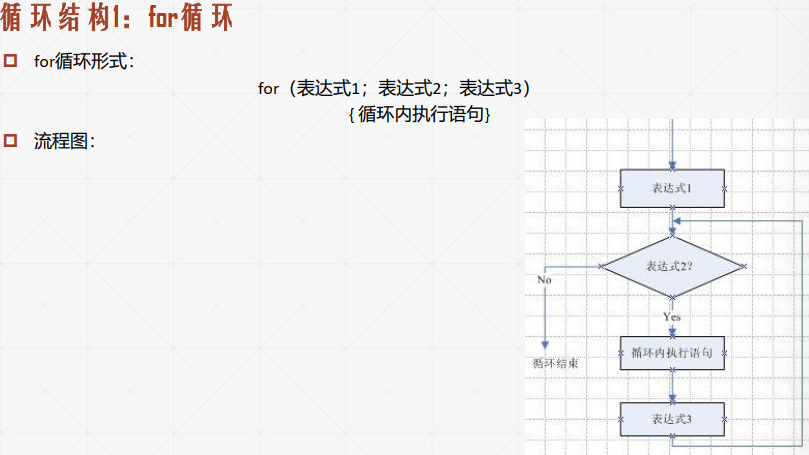 循环结构1：for循环
for循环形式：
for（表达式1；表达式2；表达式3）
{ 循环内执行语句}
流程图：
表达式1
表达式2?
No
Yes
循环内执行语句
循环结束
表达式3